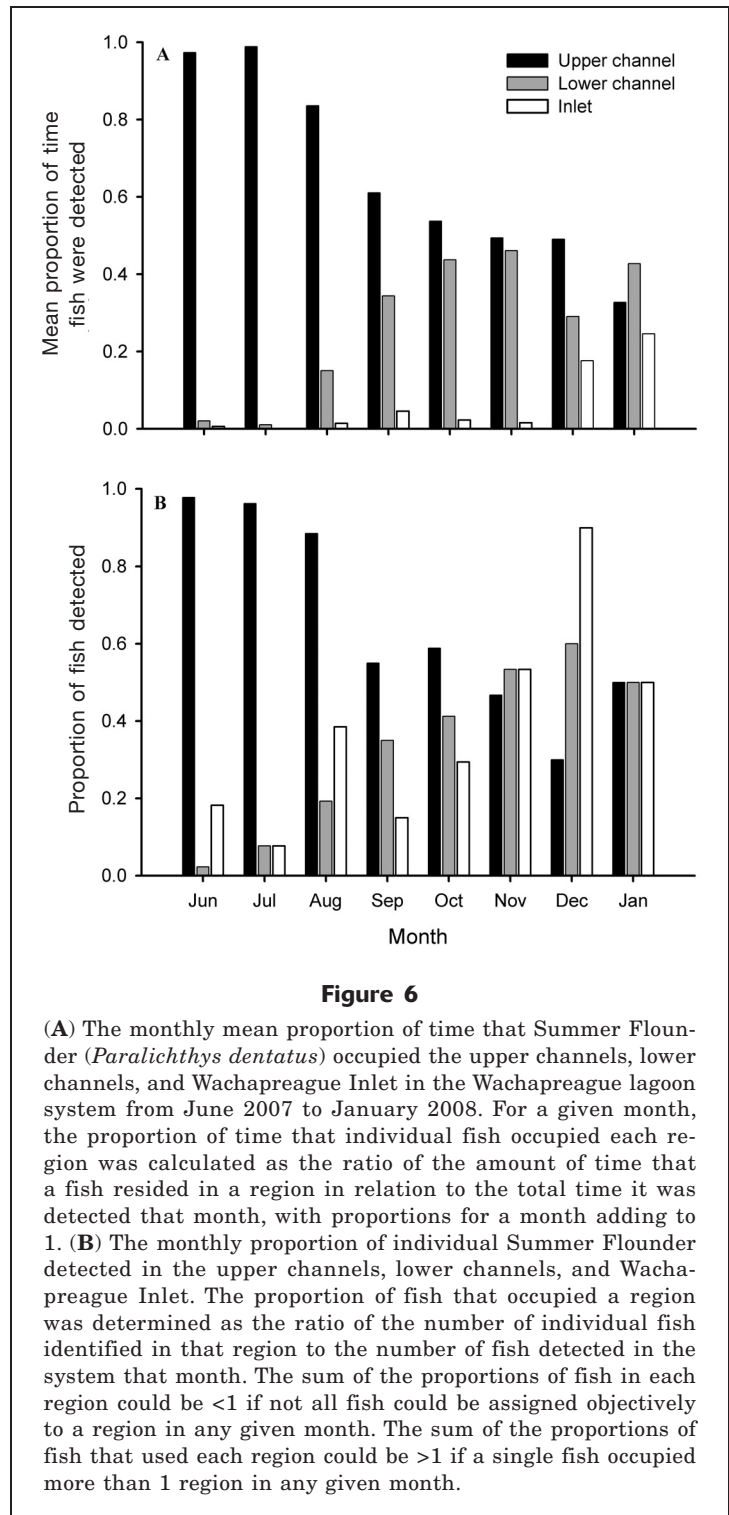 A
1.0
0.8
0.6
0.4
0.2
0.0
Mean proportion of time
fish were detected
Upper channel
Lower channel
Inlet
B
1.0
0.8
0.6
0.4
0.2
0.0
Proportion of fish detected
Jun Jul Aug Sep Oct Nov Dec Jan
Month
Figure 6
(A) The monthly mean proportion of time that Summer Floun-
der (Paralichthys dentatus) occupied the upper channels, lower
channels, and Wachapreague Inlet in the Wachapreague lagoon
system from June 2007 to January 2008. For a given month,
the proportion of time that individual fish occupied each re-
gion was calculated as the ratio of the amount of time that
a fish resided in a region in relation to the total time it was
detected that month, with proportions for a month adding to
1. (B) The monthly proportion of individual Summer Flounder
detected in the upper channels, lower channels, and Wacha-
preague Inlet. The proportion of fish that occupied a region
was determined as the ratio of the number of individual fish
identified in that region to the number of fish detected in the
system that month. The sum of the proportions of fish in each
region could be <1 if not all fish could be assigned objectively
to a region in any given month. The sum of the proportions of
fish that used each region could be >1 if a single fish occupied
more than 1 region in any given month.